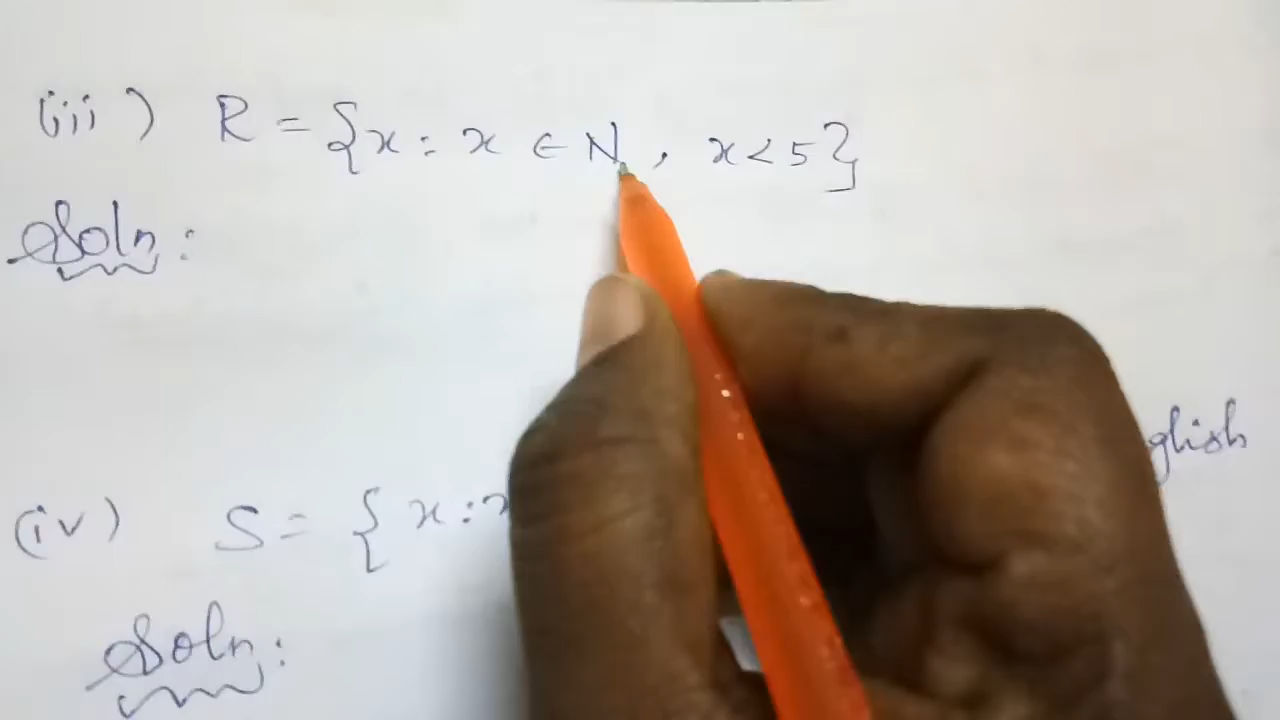 (iii) R = {x : x ∈ N, x < 5}
Soln:
glish
(iv) S = { x : x
Soln: